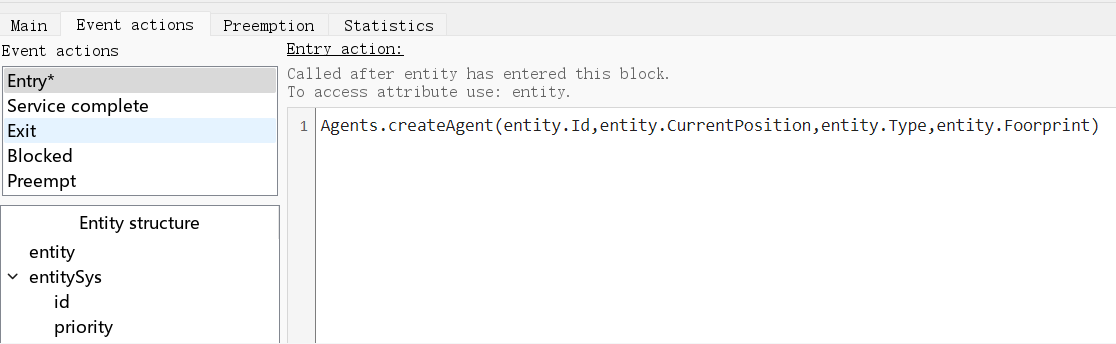 Main Event actions Preemption Statistics
Event actions
Entry*
Service complete
Exit
Blocked
Preempt
Entity structure
entity
entitySys
id
priority
Entry action:
Called after entity has entered this block.
To access attribute use: entity.
1 Agents.createAgent(entity.Id,entity.CurrentPosition,entity.Type,entity.Foorprint)